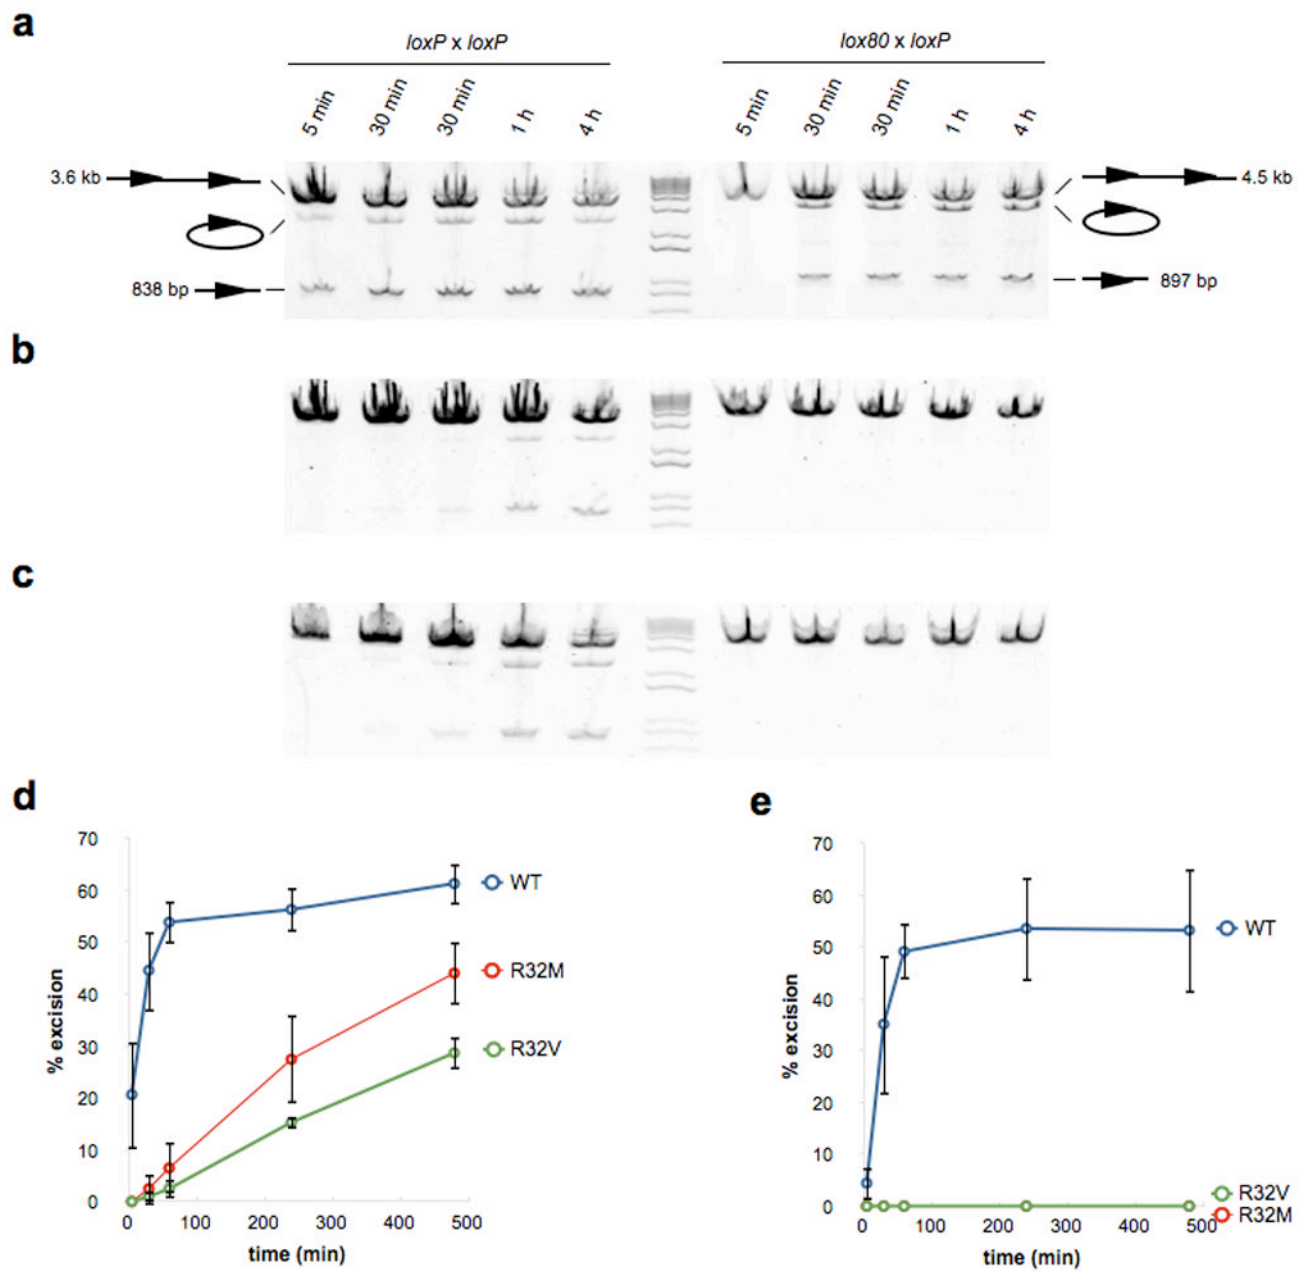 a
loxP x loxP
lox80 x loxP
5 min 30 min 30 min 1 h 4 h
5 min 30 min 30 min 1 h 4 h
3.6 kb
4.5 kb
838 bp
897 bp
b
c
d
70
60
50
40
30
20
10
0
% excision
0 100 200 300 400 500
time (min)
WT
R32M
R32V
e
70
60
50
40
30
20
10
0
% excision
0 100 200 300 400 500
time (min)
WT
R32V
R32M